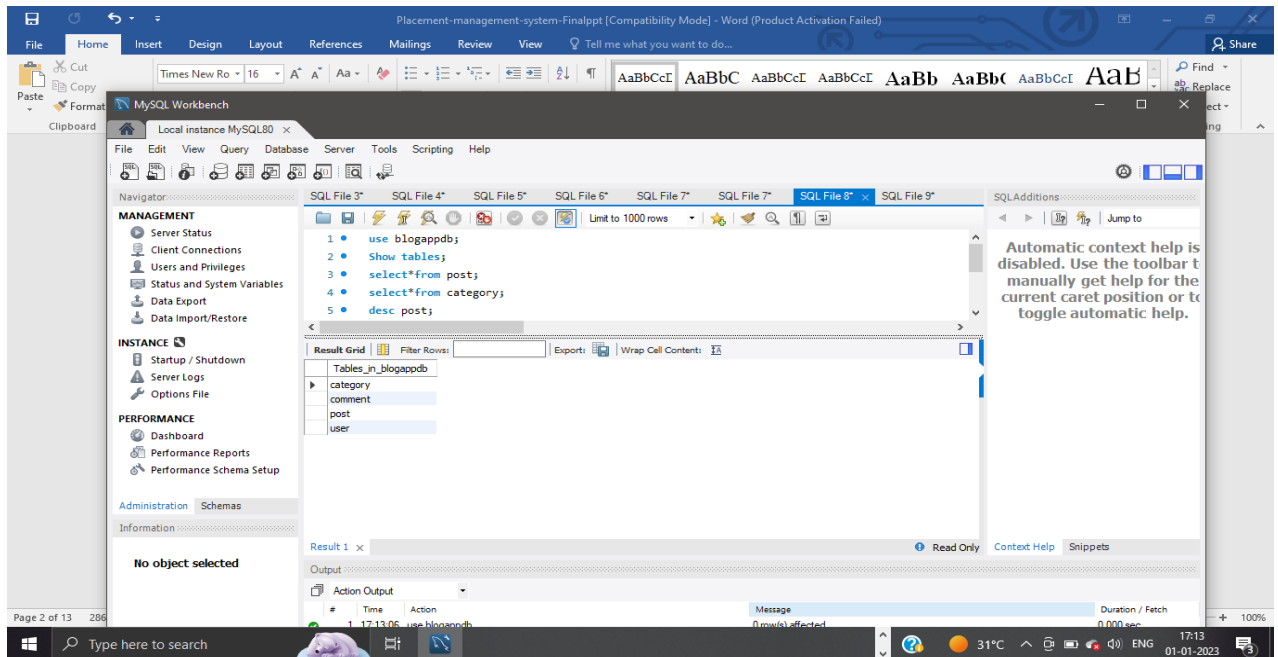 Placement-management-system-Finalppt [Compatibility Mode] - Word (Product Activation Failed)
File Home Insert Design Layout References Mailings Review View Tell me what you want to do... Share
Cut
Copy
Paste
Format
Clipboard
Times New Ro 16 A A Aa
AaBbCcI AaBbC AaBbCcI AaBbCcI AaBb AaBb( AaBbCcI AaB
Find
Replace
ect
ing
MySQL Workbench
Local instance MySQL80
File Edit View Query Database Server Tools Scripting Help
Navigator
MANAGEMENT
Server Status
Client Connections
Users and Privileges
Status and System Variables
Data Export
Data Import/Restore
INSTANCE
Startup / Shutdown
Server Logs
Options File
PERFORMANCE
Dashboard
Performance Reports
Performance Schema Setup
Administration Schemas
Information
No object selected
SQL File 3* SQL File 4* SQL File 5* SQL File 6* SQL File 7* SQL File 7* SQL File 8* SQL File 9*
Limit to 1000 rows
1 use blogappdb;
2 Show tables;
3 select*from post;
4 select*from category;
5 desc post;
Result Grid Filter Rows: Export: Wrap Cell Content: IA
Tables_in_blogappdb
category
comment
post
user
Result 1 Read Only
Output
Action Output
# Time Action Message Duration / Fetch
1 17:13:06 use blogappdb 0 row(s) affected 0.000 sec
SQLAdditions
Jump to
Automatic context help is
disabled. Use the toolbar t
manually get help for the
current caret position or to
toggle automatic help.
Context Help Snippets
Page 2 of 13 286
100%
Type here to search
31°C ENG 17:13
01-01-2023
3